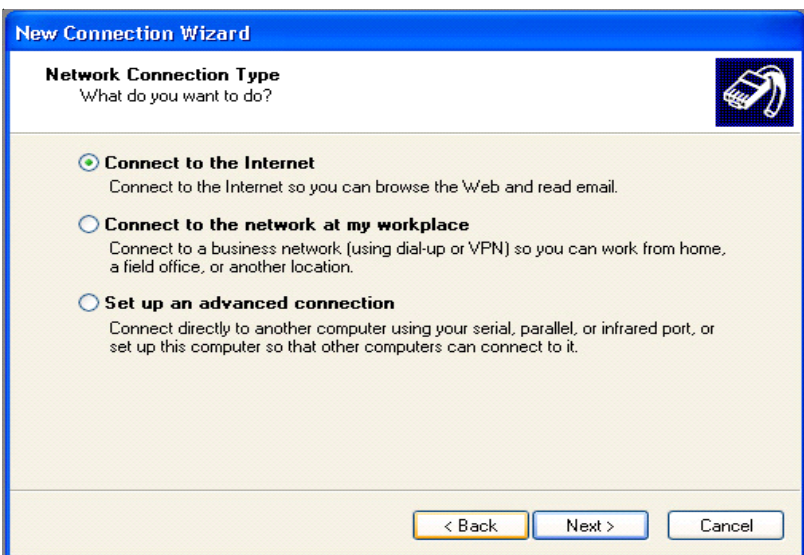 New Connection Wizard
Network Connection Type
What do you want to do?
Connect to the Internet
Connect to the Internet so you can browse the Web and read email.
Connect to the network at my workplace
Connect to a business network (using dial-up or VPN) so you can work from home,
a field office, or another location.
Set up an advanced connection
Connect directly to another computer using your serial, parallel, or infrared port, or
set up this computer so that other computers can connect to it.
< Back
Next >
Cancel